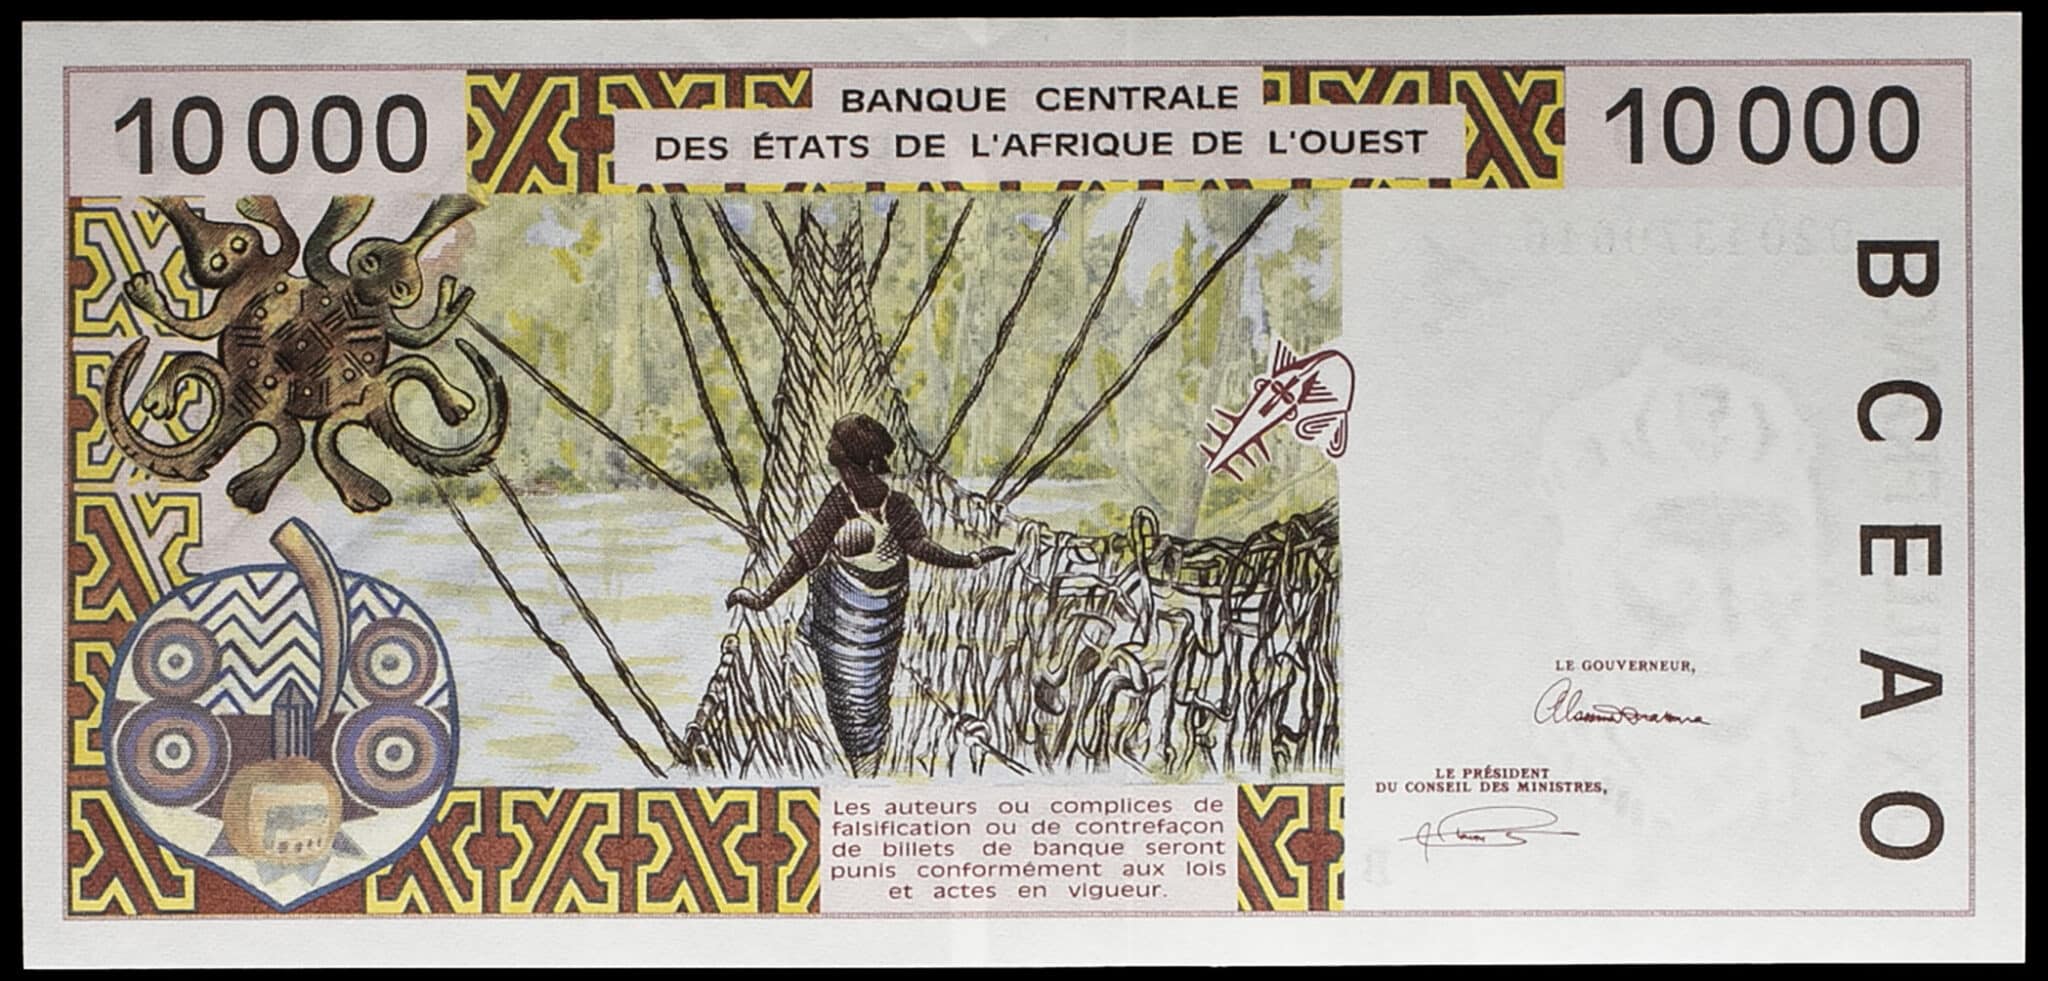 10 000
BANQUE CENTRALE
DES ÉTATS DE L'AFRIQUE DE L'OUEST
10 000
BCEAO
LE GOUVERNEUR,
LE PRÉSIDENT
DU CONSEIL DES MINISTRES,
Les auteurs ou complices de
falsification ou de contrefaçon
de billets de banque seront
punis conformément aux lois
et actes en vigueur.